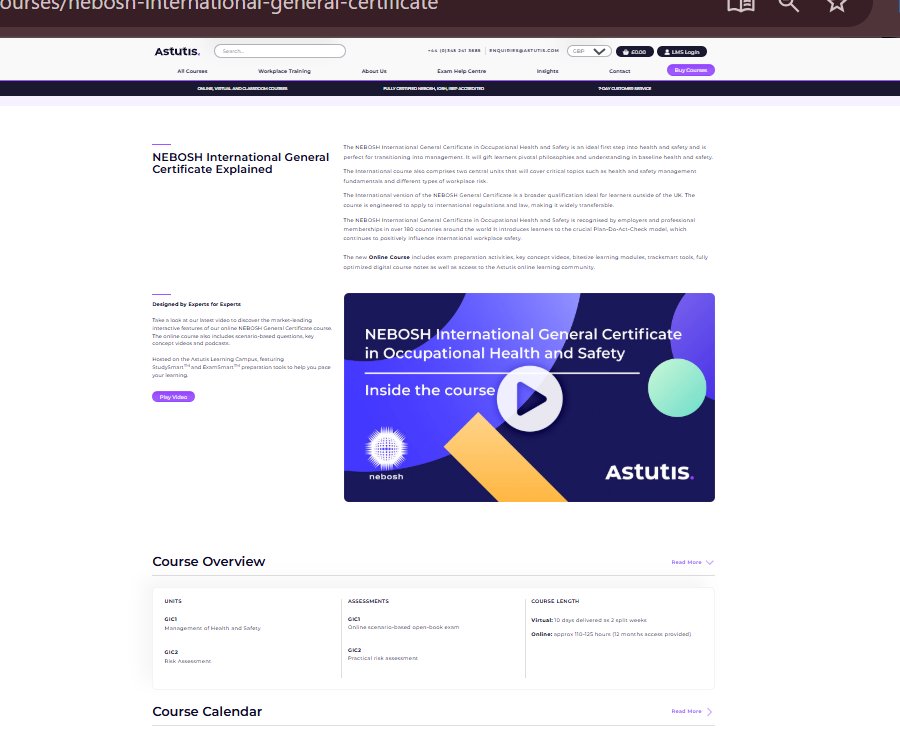 ourses/nebosh-international-general-certificate
Astutis.
Search...
+44 (0)345 241 3685 | ENQUIRIES@ASTUTIS.COM
GBP
£0.00
LMS Login
All Courses
Workplace Training
About Us
Exam Help Centre
Insights
Contact
Buy Courses
ONLINE, VIRTUAL AND CLASSROOM COURSES
FULLY CERTIFIED NEBOSH, IOSH, ISEP ACCREDITED
7-DAY CUSTOMER SERVICE
NEBOSH International General
Certificate Explained
The NEBOSH International General Certificate in Occupational Health and Safety is an ideal first step into health and safety and is
perfect for transitioning into management. It will gift learners pivotal philosophies and understanding in baseline health and safety.
The International course also comprises two central units that will cover critical topics such as health and safety management
fundamentals and different types of workplace risk.
The International version of the NEBOSH General Certificate is a broader qualification ideal for learners outside of the UK. The
course is engineered to apply to international regulations and law, making it widely transferable.
The NEBOSH International General Certificate in Occupational Health and Safety is recognised by employers and professional
memberships in over 180 countries around the world It introduces learners to the crucial Plan-Do-Act-Check model, which
continues to positively influence international workplace safety.
The new Online Course includes exam preparation activities, key concept videos, bitesize learning modules, tracksmart tools, fully
optimized digital course notes as well as access to the Astutis online learning community.
Designed by Experts for Experts
Take a look at our latest video to discover the market-leading
interactive features of our online NEBOSH General Certificate course.
The online course also includes scenario-based questions, key
concept videos and podcasts.
Hosted on the Astutis Learning Campus, featuring
StudySmart™ and ExamSmart™ preparation tools to help you pace
your learning.
Play Video
NEBOSH International General Certificate
in Occupational Health and Safety
Inside the course
nebosh
Astutis.
Course Overview
Read More
UNITS
GIC1
Management of Health and Safety
GIC2
Risk Assessment
ASSESSMENTS
GIC1
Online scenario-based open-book exam
GIC2
Practical risk assessment
COURSE LENGTH
Virtual: 10 days delivered as 2 split weeks
Online: approx 110-125 hours (12 months access provided)
Course Calendar
Read More